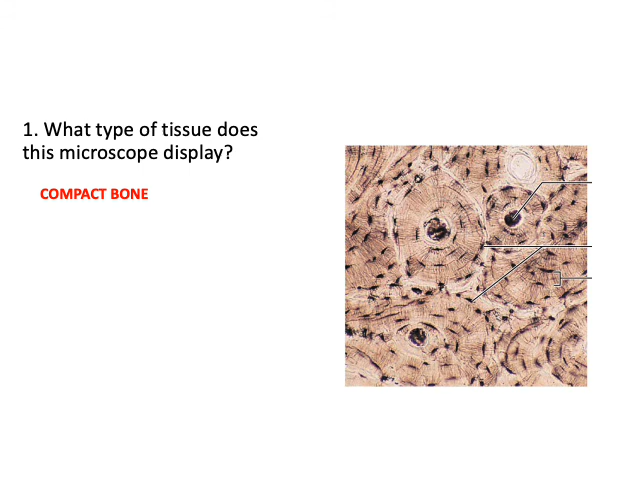 1. What type of tissue does
this microscope display?
COMPACT BONE